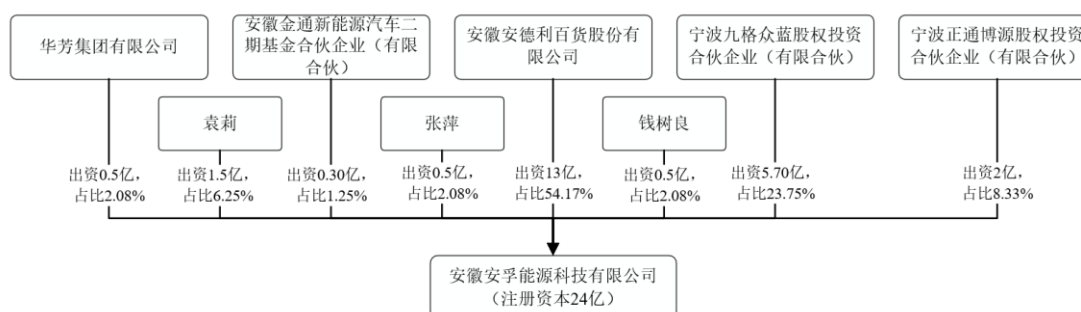 华芳集团有限公司
安徽金通新能源汽车二
期基金合伙企业（有限
合伙）
安徽安德利百货股份有
限公司
宁波九格众蓝股权投资
合伙企业（有限合伙）
宁波正通博源股权投资
合伙企业（有限合伙）
袁莉
张萍
钱树良
出资0.5亿，
占比2.08%
出资1.5亿，
占比6.25%
出资0.30亿
占比1.25%
出资0.5亿，
占比2.08%
出资13亿，
占比54.17%
出资0.5亿，
占比2.08%
出资5.70亿，
占比23.75%
出资2亿，
占比8.33%
安徽安孚能源科技有限公司
（注册资本24亿）